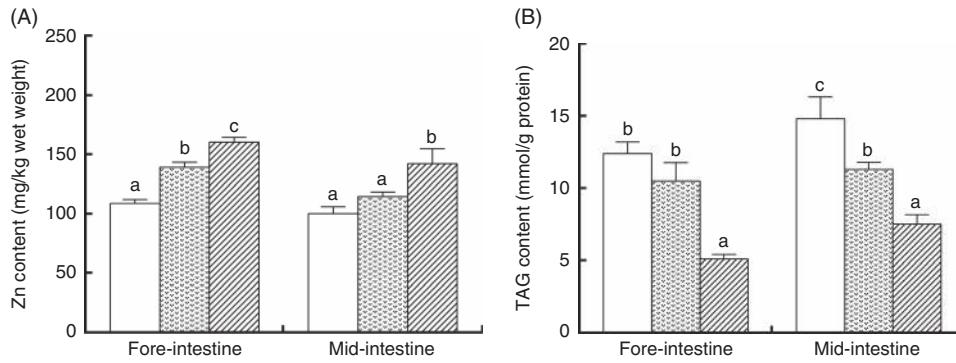 (A)
Zn content (mg/kg wet weight)
250
200
150
100
50
0
a
b
c
a
a
b
Fore-intestine
Mid-intestine
(B)
TAG content (mmol/g protein)
20
15
10
5
0
b
b
a
c
b
a
Fore-intestine
Mid-intestine